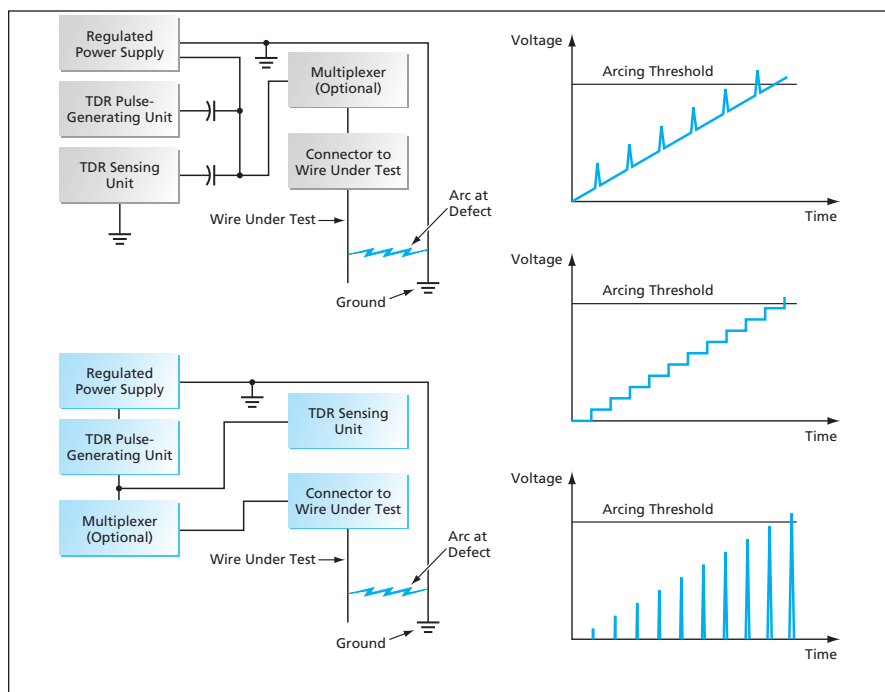 Regulated
Power Supply
TDR Pulse-
Generating Unit
TDR Sensing
Unit
Multiplexer
(Optional)
Connector to
Wire Under Test
Wire Under Test
Arc at
Defect
Ground
Regulated
Power Supply
TDR Pulse-
Generating Unit
Multiplexer
(Optional)
TDR Sensing
Unit
Connector to
Wire Under Test
Wire Under Test
Arc at
Defect
Ground
Voltage
Arcing Threshold
Time
Voltage
Arcing Threshold
Time
Voltage
Arcing Threshold
Time